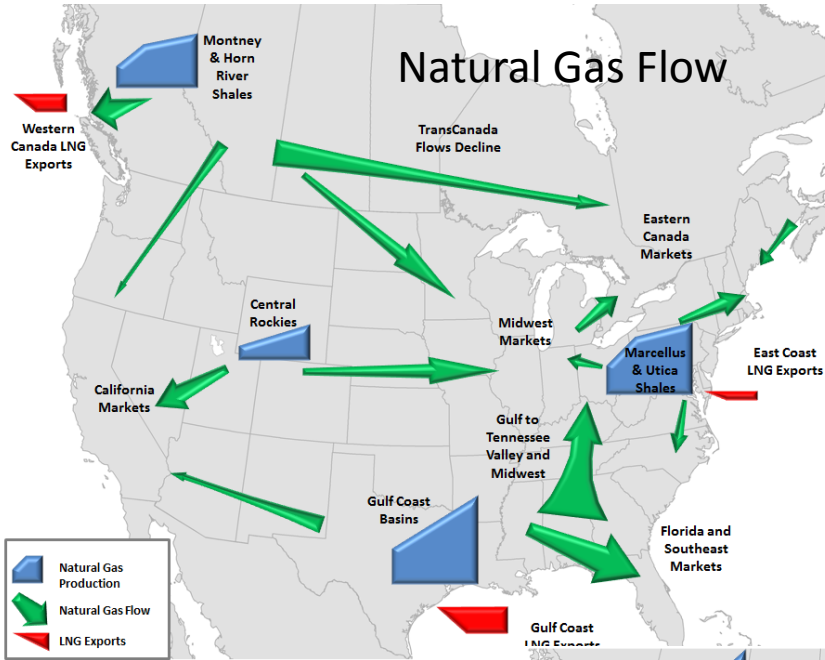 Natural Gas Flow
Montney
& Horn
River
Shales
Western
Canada LNG
Exports
TransCanada
Flows Decline
Eastern
Canada
Markets
Central
Rockies
Midwest
Markets
Marcellus
& Utica
Shales
East Coast
LNG Exports
California
Markets
Gulf to
Tennessee
Valley and
Midwest
Gulf Coast
Basins
Florida and
Southeast
Markets
Gulf Coast
LNG Exports
Natural Gas
Production
Natural Gas Flow
LNG Exports